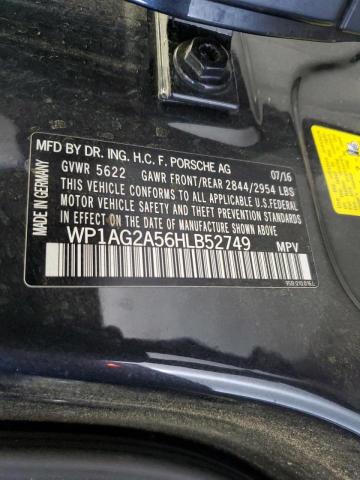 MFD BY DR. ING. H.C. F. PORSCHE AG 07/16
GVWR 5622 GAWR FRONT/REAR 2844/2954 LBS
THIS VEHICLE CONFORMS TO ALL APPLICABLE U.S.FEDERAL
MOTOR VEHICLE SAFETY AND THEFT PREVENTION STANDARDS
IN EFFECT ON THE DATE OF MANUFACTURE SHOWN ABOVE
WP1AG2A56HLB52749 MPV
MADE IN GERMANY